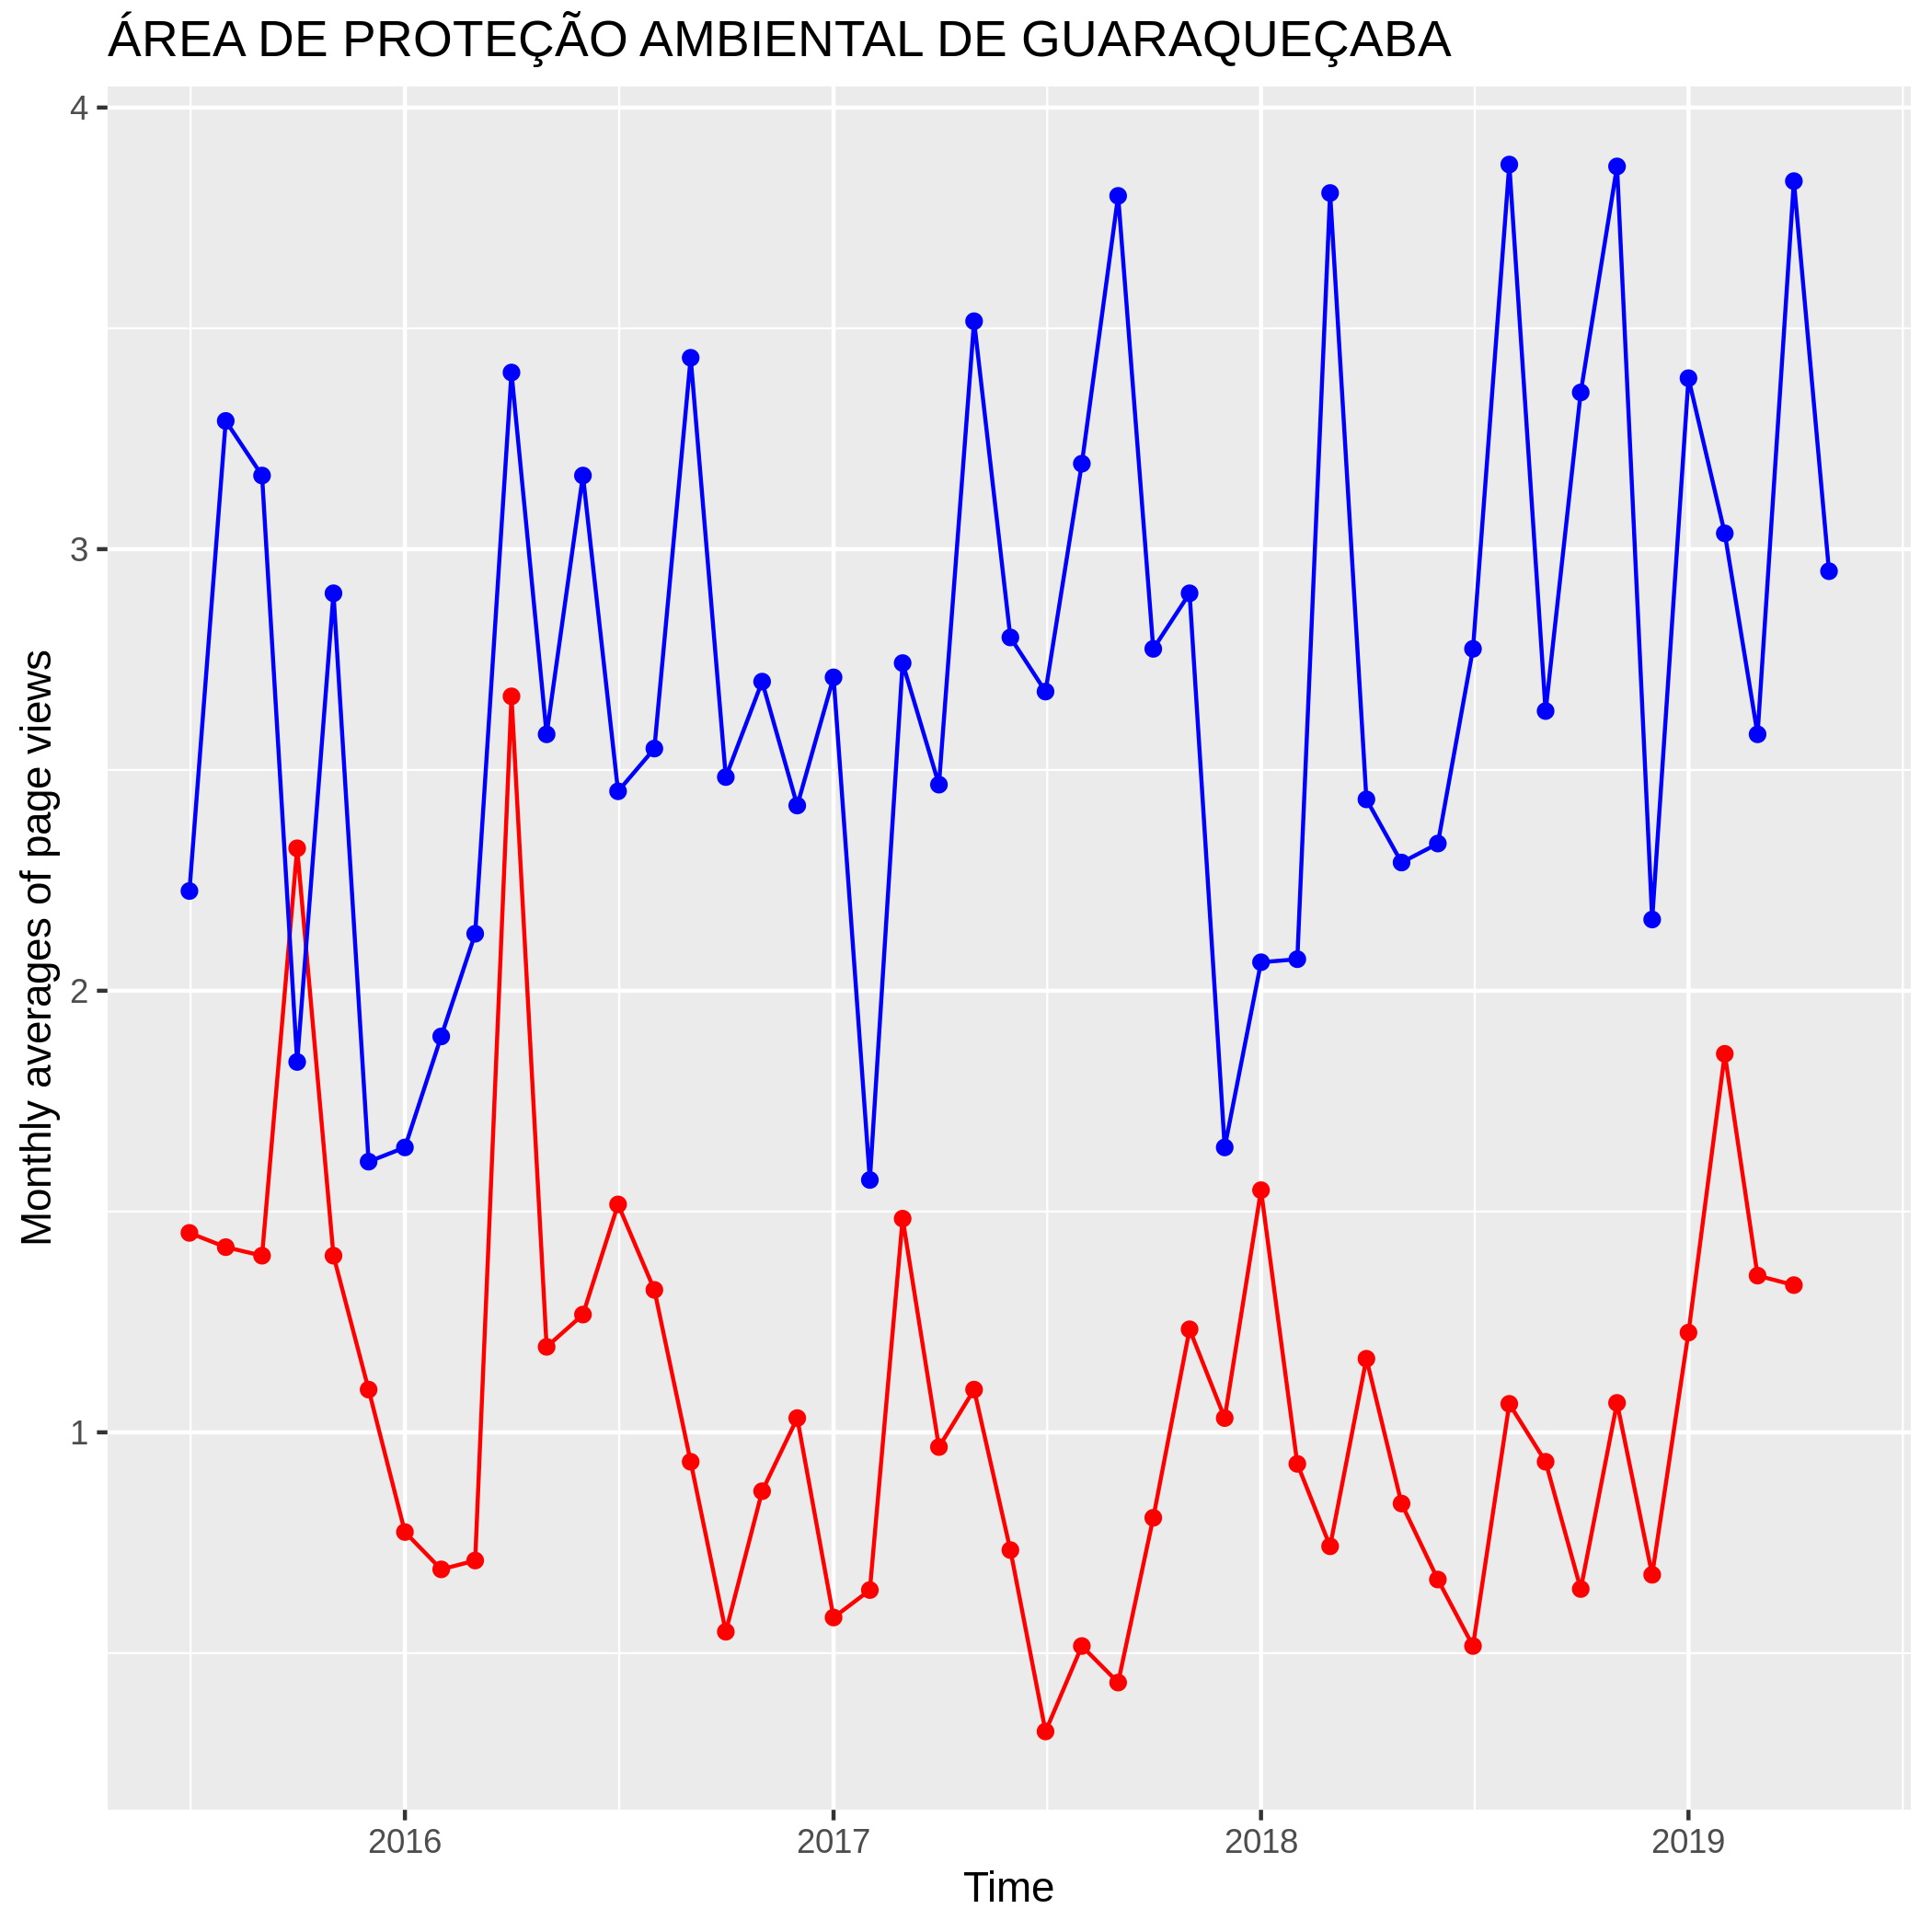 ÁREA DE PROTEÇÃO AMBIENTAL DE GUARAQUEÇABA
Monthly averages of page views
4
3
2
1
2016 2017 2018 2019
Time